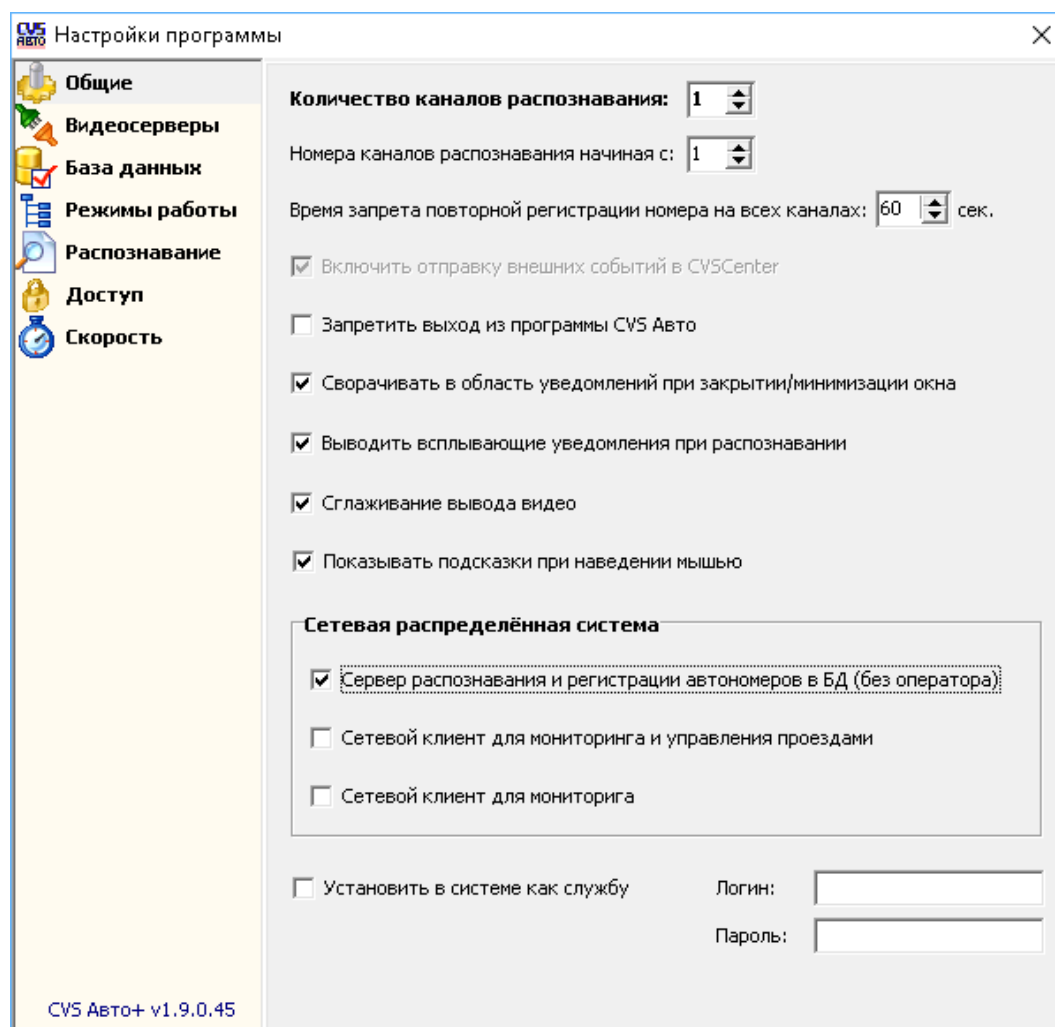 CVS АВТО Настройки программы
Общие
Видеосерверы
База данных
Режимы работы
Распознавание
Доступ
Скорость
CVS Авто+ v1.9.0.45
Количество каналов распознавания: 1
Номера каналов распознавания начиная с: 1
Время запрета повторной регистрации номера на всех каналах: 60 сек.
Включить отправку внешних событий в CVSCenter
Запретить выход из программы CVS Авто
Сворачивать в область уведомлений при закрытии/минимизации окна
Выводить всплывающие уведомления при распознавании
Сглаживание вывода видео
Показывать подсказки при наведении мышью
Сетевая распределённая система
Сервер распознавания и регистрации автономеров в БД (без оператора)
Сетевой клиент для мониторинга и управления проездами
Сетевой клиент для мониторига
Установить в системе как службу Логин:
Пароль: